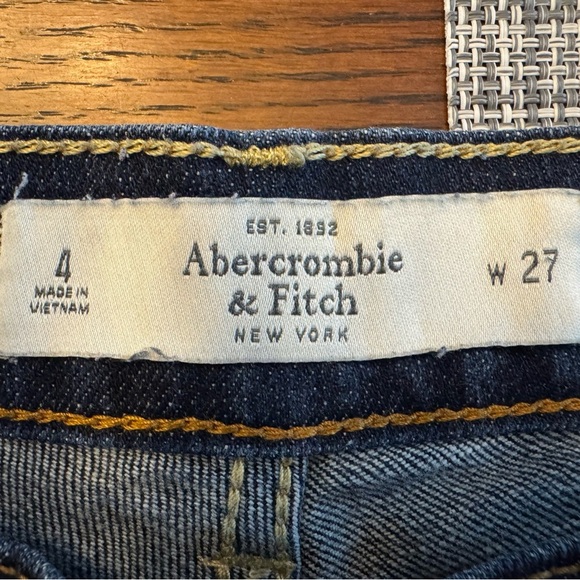 4
MADE IN
VIETNAM
EST. 1892
Abercrombie
& Fitch
NEW YORK
W 27